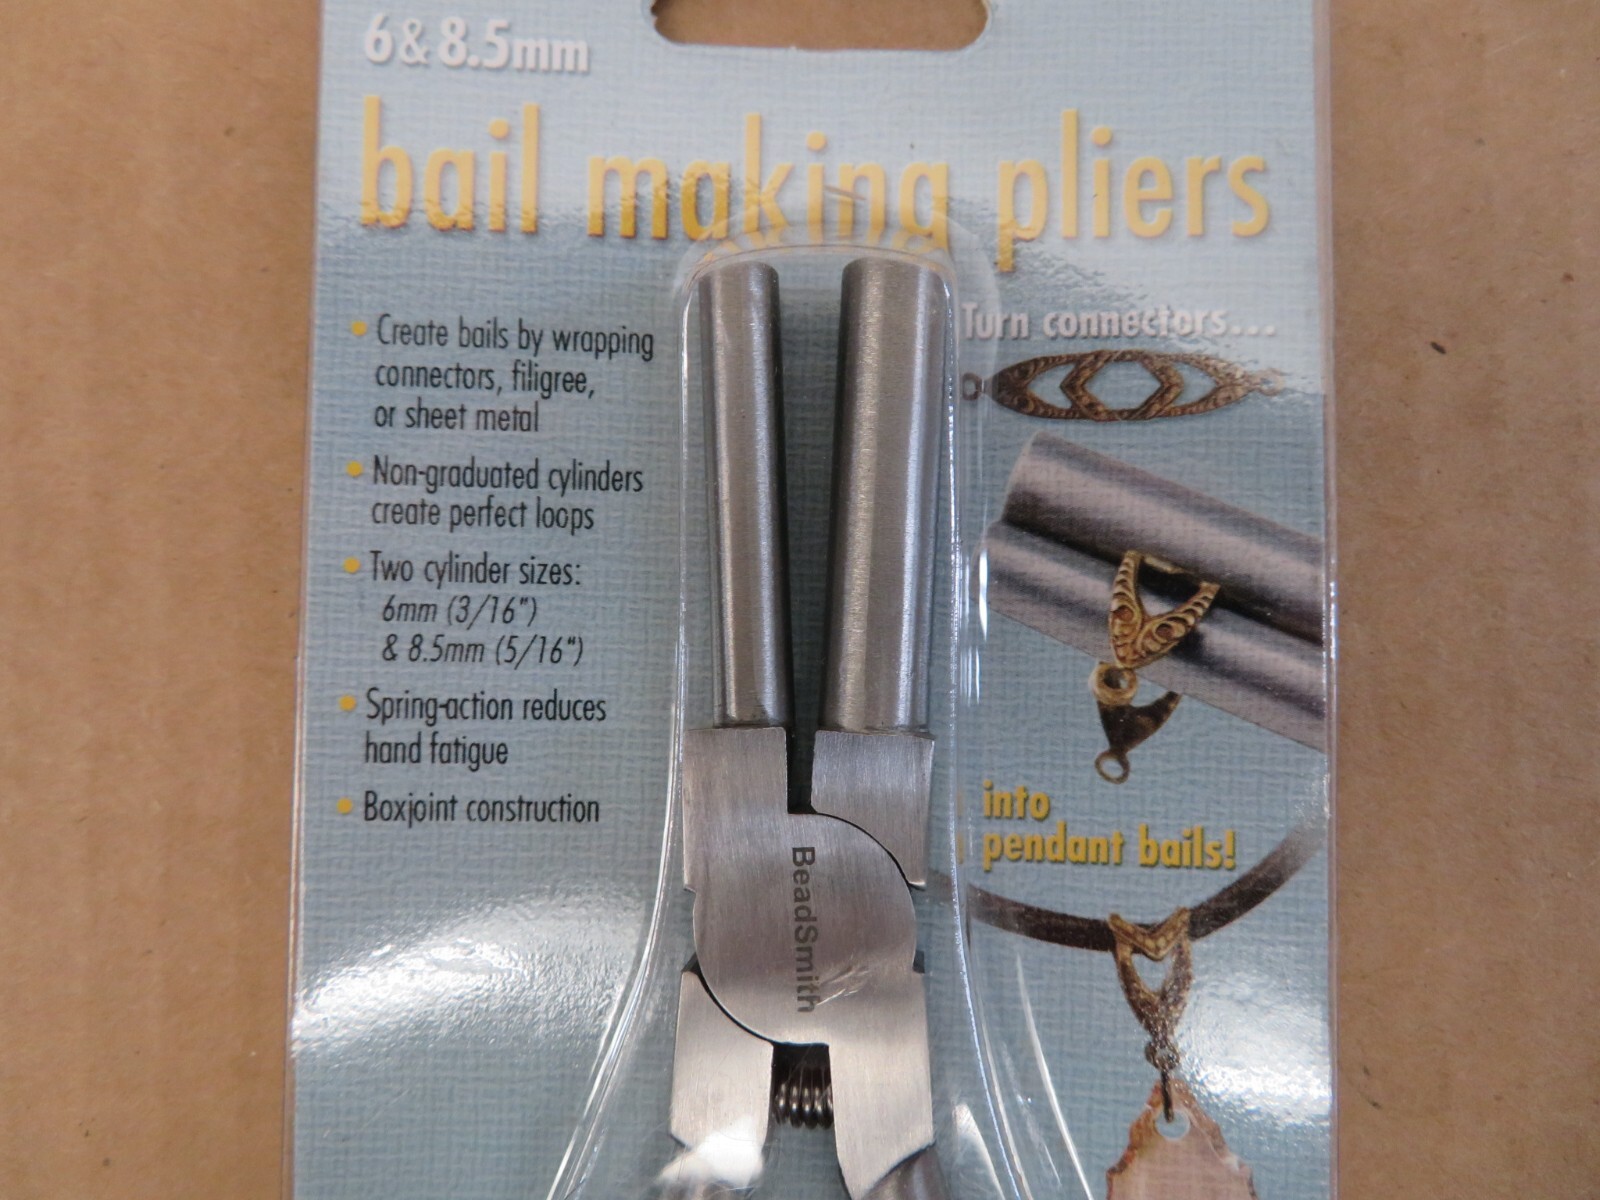 6 & 8.5mm
bail making pliers
• Create bails by wrapping
connectors, filigree,
or sheet metal
• Non-graduated cylinders
create perfect loops
• Two cylinder sizes:
6mm (3/16")
& 8.5mm (5/16")
• Spring-action reduces
hand fatigue
• Boxjoint construction
Turn connectors...
into
pendant bails!
BeadSmith